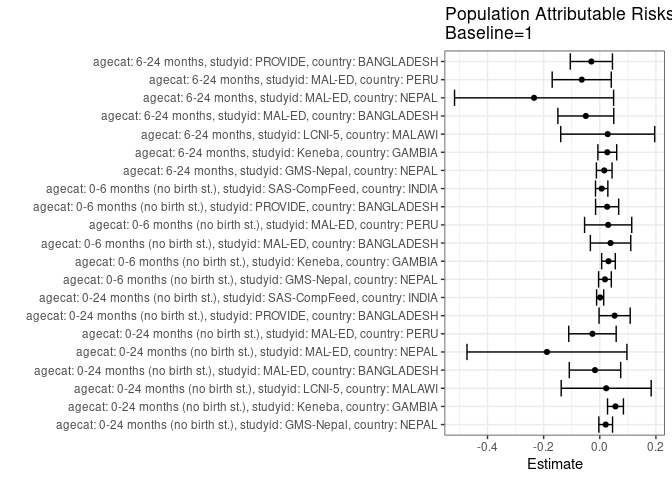 Population Attributable Risks
Baseline=1
agecat: 6-24 months, studyid: PROVIDE, country: BANGLADESH
agecat: 6-24 months, studyid: MAL-ED, country: PERU
agecat: 6-24 months, studyid: MAL-ED, country: NEPAL
agecat: 6-24 months, studyid: MAL-ED, country: BANGLADESH
agecat: 6-24 months, studyid: LCNI-5, country: MALAWI
agecat: 6-24 months, studyid: Keneba, country: GAMBIA
agecat: 6-24 months, studyid: GMS-Nepal, country: NEPAL
agecat: 0-6 months (no birth st.), studyid: SAS-CompFeed, country: INDIA
agecat: 0-6 months (no birth st.), studyid: PROVIDE, country: BANGLADESH
agecat: 0-6 months (no birth st.), studyid: MAL-ED, country: PERU
agecat: 0-6 months (no birth st.), studyid: MAL-ED, country: BANGLADESH
agecat: 0-6 months (no birth st.), studyid: Keneba, country: GAMBIA
agecat: 0-6 months (no birth st.), studyid: GMS-Nepal, country: NEPAL
agecat: 0-24 months (no birth st.), studyid: SAS-CompFeed, country: INDIA
agecat: 0-24 months (no birth st.), studyid: PROVIDE, country: BANGLADESH
agecat: 0-24 months (no birth st.), studyid: MAL-ED, country: PERU
agecat: 0-24 months (no birth st.), studyid: MAL-ED, country: NEPAL
agecat: 0-24 months (no birth st.), studyid: MAL-ED, country: BANGLADESH
agecat: 0-24 months (no birth st.), studyid: LCNI-5, country: MALAWI
agecat: 0-24 months (no birth st.), studyid: Keneba, country: GAMBIA
agecat: 0-24 months (no birth st.), studyid: GMS-Nepal, country: NEPAL
-0.4 -0.2 0.0 0.2
Estimate